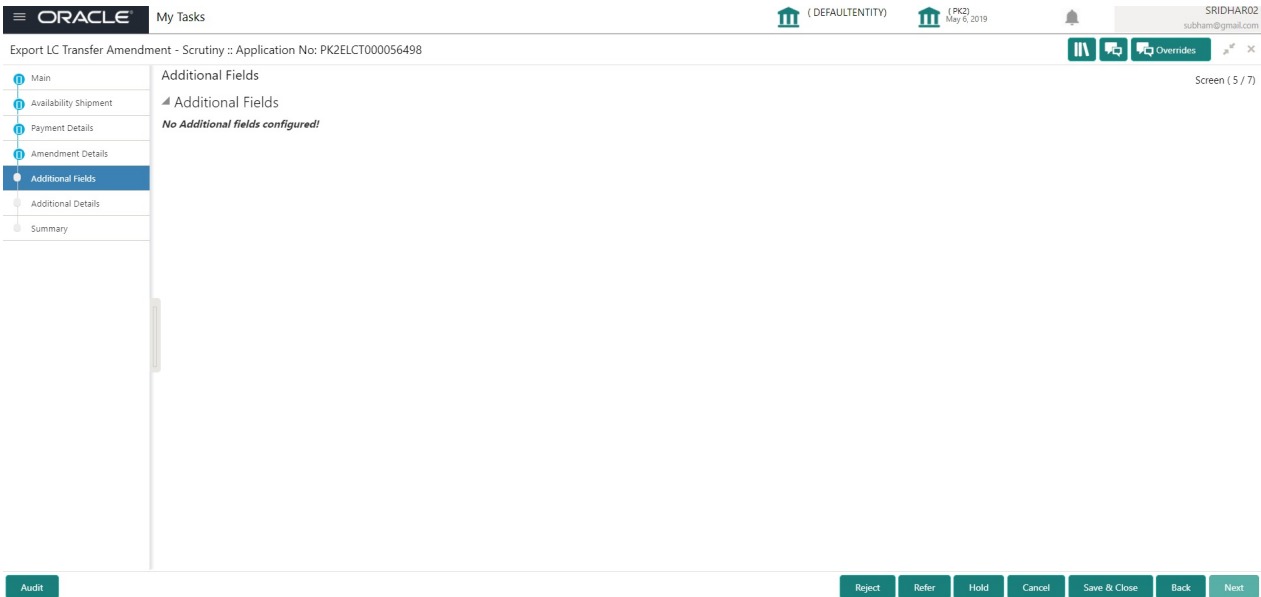 ORACLE®
My Tasks
( DEFAULTENTITY)
(PK2)
May 6, 2019
SRIDHAR02
subham@gmail.com
Export LC Transfer Amendment - Scrutiny :: Application No: PK2ELCT000056498
Overrides
Main
Availability Shipment
Payment Details
Amendment Details
Additional Fields
Additional Details
Summary
Additional Fields
Screen ( 5 / 7)
Additional Fields
No Additional fields configured!
Audit
Reject
Refer
Hold
Cancel
Save & Close
Back
Next